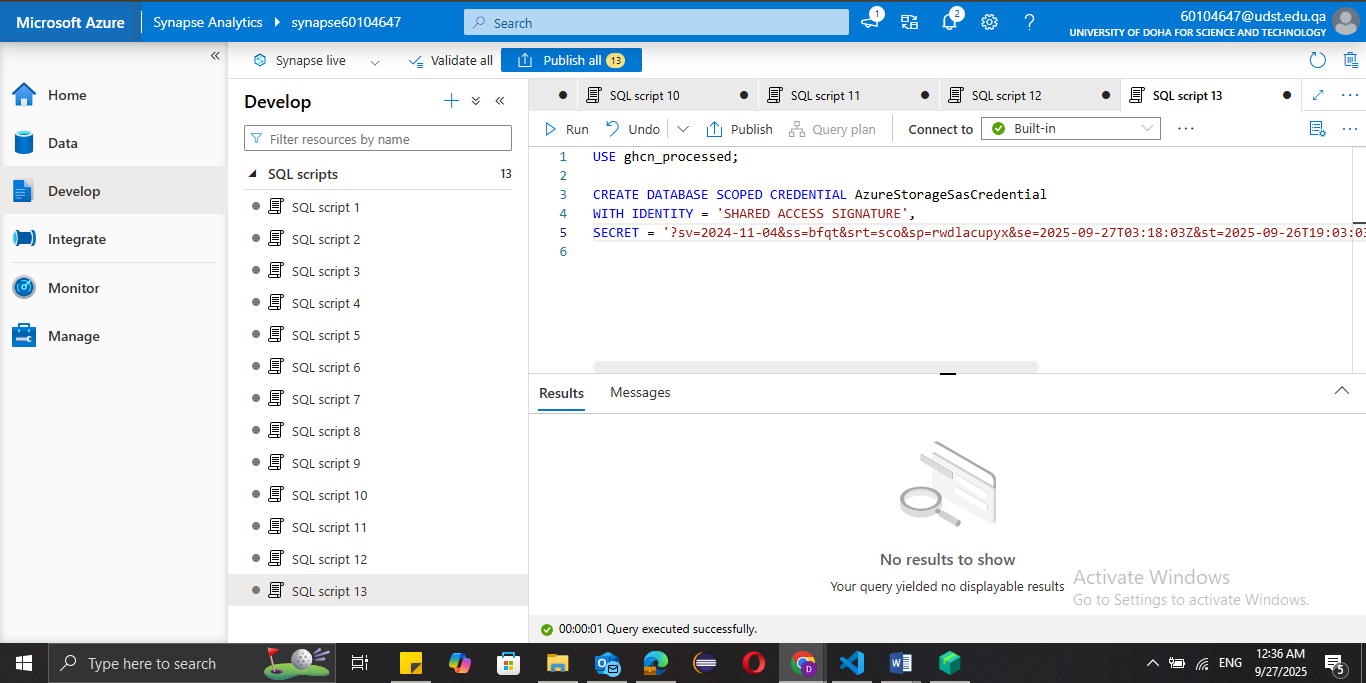 Microsoft Azure
Synapse Analytics
synapse60104647
Search
1
2
60104647@udst.edu.qa
UNIVERSITY OF DOHA FOR SCIENCE AND TECHNOLOGY
Home
Data
Develop
Integrate
Monitor
Manage
Synapse live
Validate all
Publish all 13
Develop
Filter resources by name
SQL scripts 13
SQL script 1
SQL script 2
SQL script 3
SQL script 4
SQL script 5
SQL script 6
SQL script 7
SQL script 8
SQL script 9
SQL script 10
SQL script 11
SQL script 12
SQL script 13
SQL script 10
SQL script 11
SQL script 12
SQL script 13
Run
Undo
Publish
Query plan
Connect to
Built-in
1 USE ghcn_processed;
2
3 CREATE DATABASE SCOPED CREDENTIAL AzureStorageSasCredential
4 WITH IDENTITY = 'SHARED ACCESS SIGNATURE',
5 SECRET = '?sv=2024-11-04&ss=bfqt&srt=sco&sp=rwdlacupyx&se=2025-09-27T03:18:03Z&st=2025-09-26T19:03:03
6
Results
Messages
No results to show
Your query yielded no displayable results
Activate Windows
Go to Settings to activate Windows.
00:00:01 Query executed successfully.
Type here to search
ENG
12:36 AM
9/27/2025
5